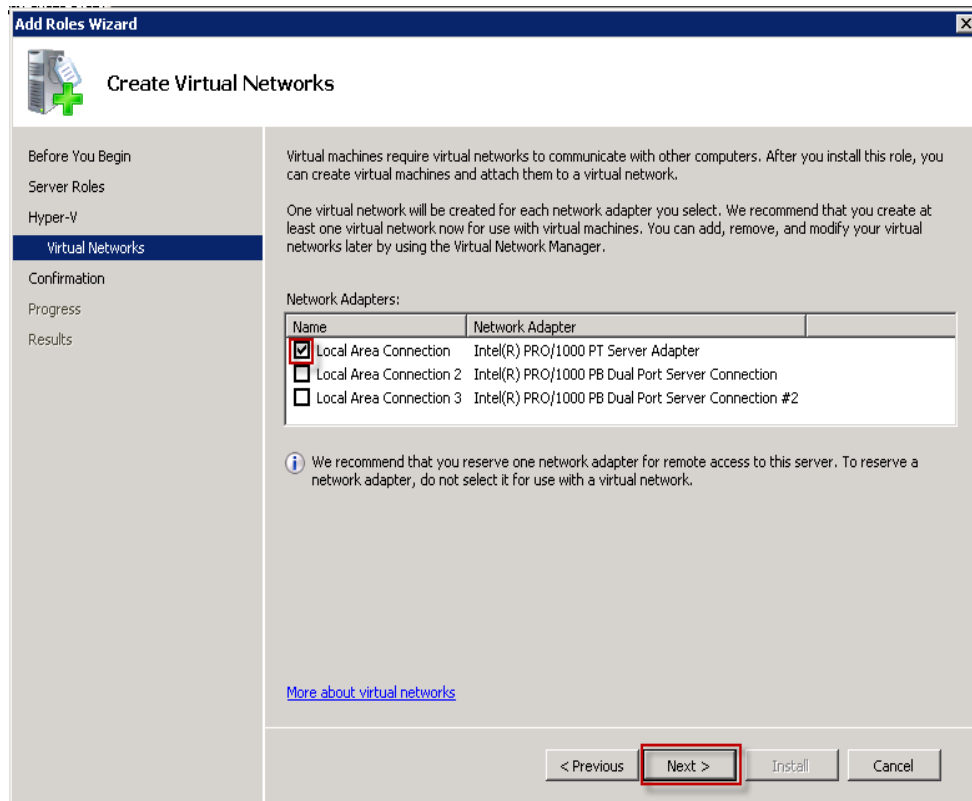 Add Roles Wizard
Create Virtual Networks
Before You Begin
Server Roles
Hyper-V
Virtual Networks
Confirmation
Progress
Results
Virtual machines require virtual networks to communicate with other computers. After you install this role, you
can create virtual machines and attach them to a virtual network.
One virtual network will be created for each network adapter you select. We recommend that you create at
least one virtual network now for use with virtual machines. You can add, remove, and modify your virtual
networks later by using the Virtual Network Manager.
Network Adapters:
Name Network Adapter
Local Area Connection Intel(R) PRO/1000 PT Server Adapter
Local Area Connection 2 Intel(R) PRO/1000 PB Dual Port Server Connection
Local Area Connection 3 Intel(R) PRO/1000 PB Dual Port Server Connection #2
We recommend that you reserve one network adapter for remote access to this server. To reserve a
network adapter, do not select it for use with a virtual network.
More about virtual networks
< Previous Next > Install Cancel